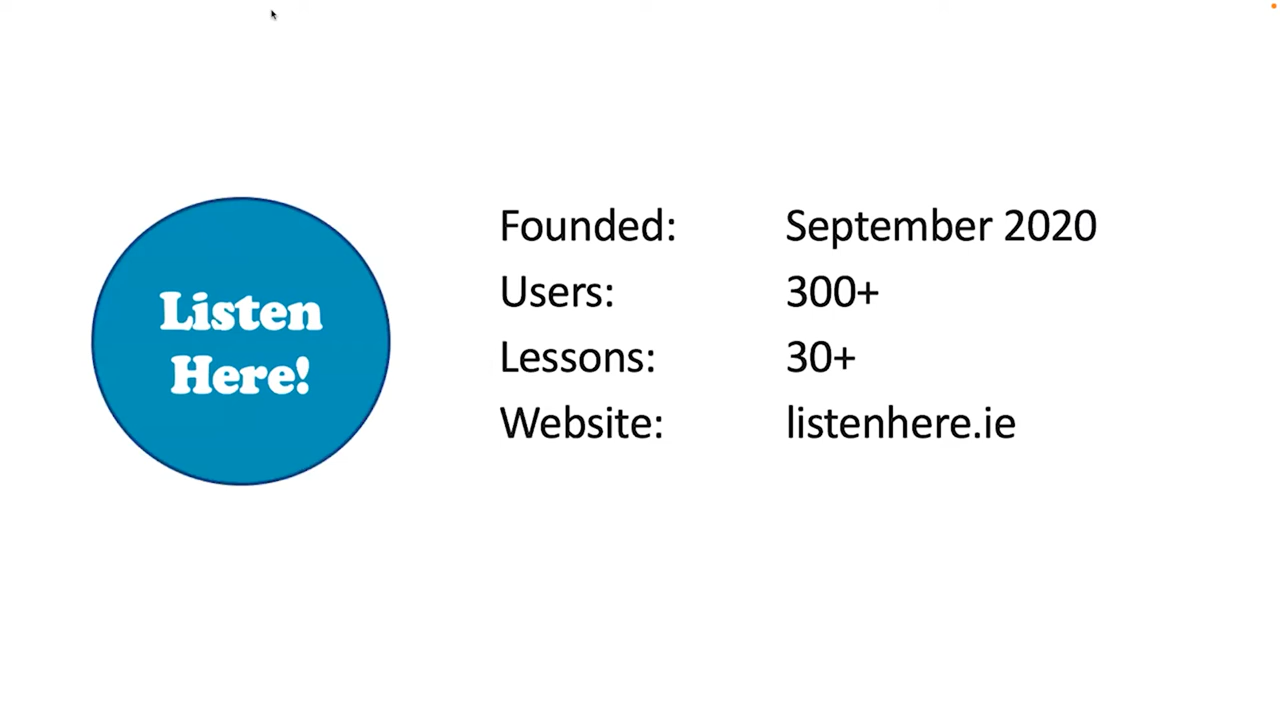 Listen
Here!
Founded: September 2020
Users: 300+
Lessons: 30+
Website: listenhere.ie